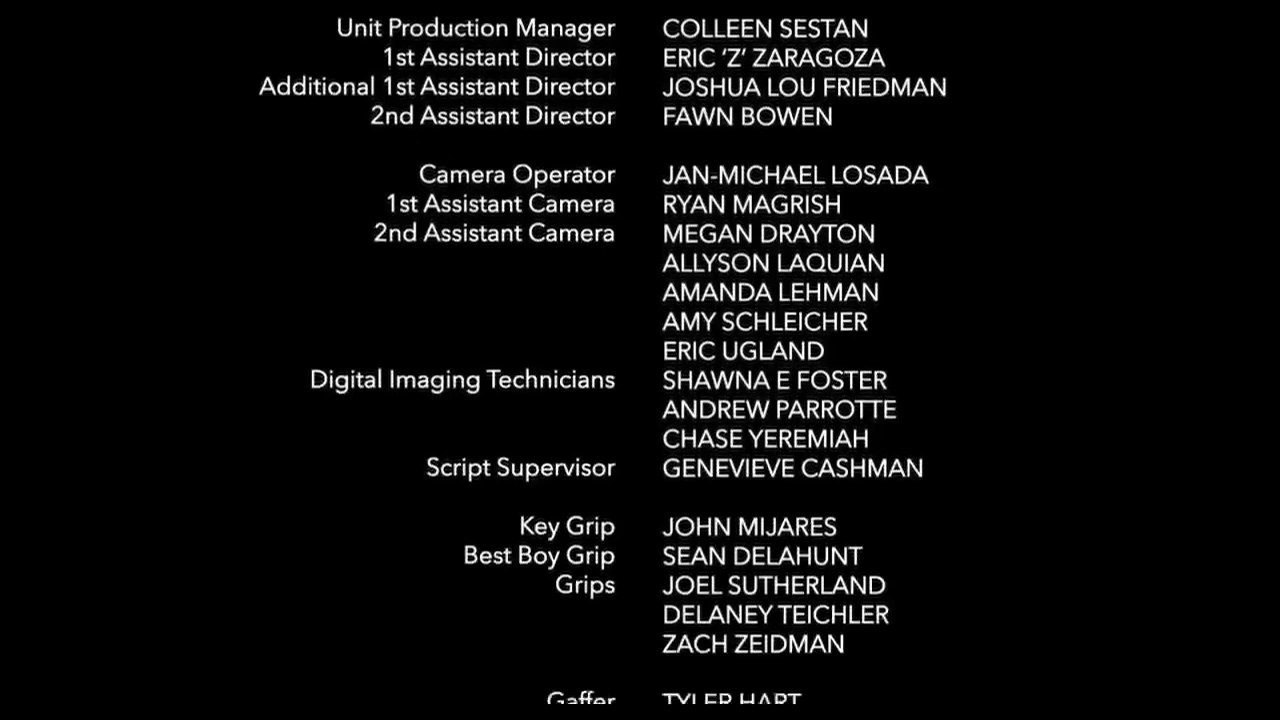 Unit Production Manager COLLEEN SESTAN
1st Assistant Director ERIC ‘Z’ ZARAGOZA
Additional 1st Assistant Director JOSHUA LOU FRIEDMAN
2nd Assistant Director FAWN BOWEN
Camera Operator JAN-MICHAEL LOSADA
1st Assistant Camera RYAN MAGRISH
2nd Assistant Camera MEGAN DRAYTON
ALLYSON LAQUIAN
AMANDA LEHMAN
AMY SCHLEICHER
ERIC UGLAND
Digital Imaging Technicians SHAWNA E FOSTER
ANDREW PARROTTE
CHASE YEREMIAH
Script Supervisor GENEVIEVE CASHMAN
Key Grip JOHN MIJARES
Best Boy Grip SEAN DELAHUNT
Grips JOEL SUTHERLAND
DELANEY TEICHLER
ZACH ZEIDMAN
Gaffer TYLER HART